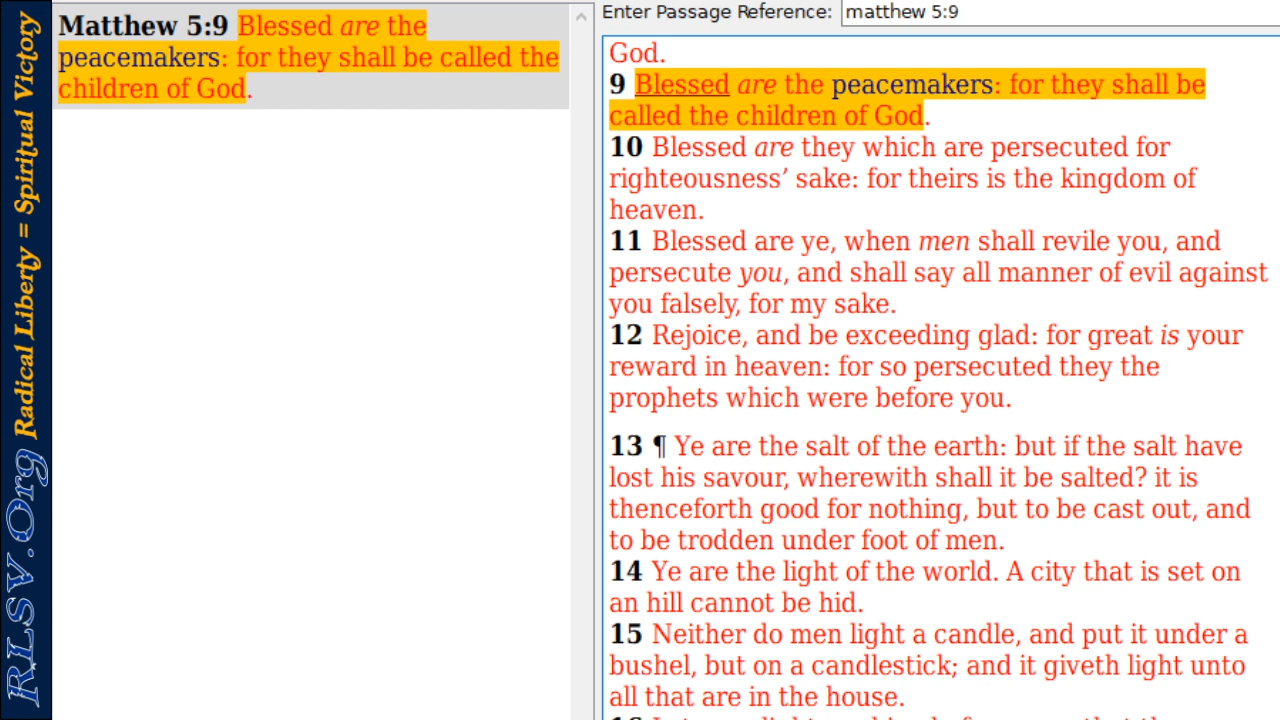 RLSV.Org Radical Liberty = Spiritual Victory
Matthew 5:9 Blessed are the
peacemakers: for they shall be called the
children of God.
Enter Passage Reference: matthew 5:9
God.
9 Blessed are the peacemakers: for they shall be
called the children of God.
10 Blessed are they which are persecuted for
righteousness’ sake: for theirs is the kingdom of
heaven.
11 Blessed are ye, when men shall revile you, and
persecute you, and shall say all manner of evil against
you falsely, for my sake.
12 Rejoice, and be exceeding glad: for great is your
reward in heaven: for so persecuted they the
prophets which were before you.
13 ¶ Ye are the salt of the earth: but if the salt have
lost his savour, wherewith shall it be salted? it is
thenceforth good for nothing, but to be cast out, and
to be trodden under foot of men.
14 Ye are the light of the world. A city that is set on
an hill cannot be hid.
15 Neither do men light a candle, and put it under a
bushel, but on a candlestick; and it giveth light unto
all that are in the house.